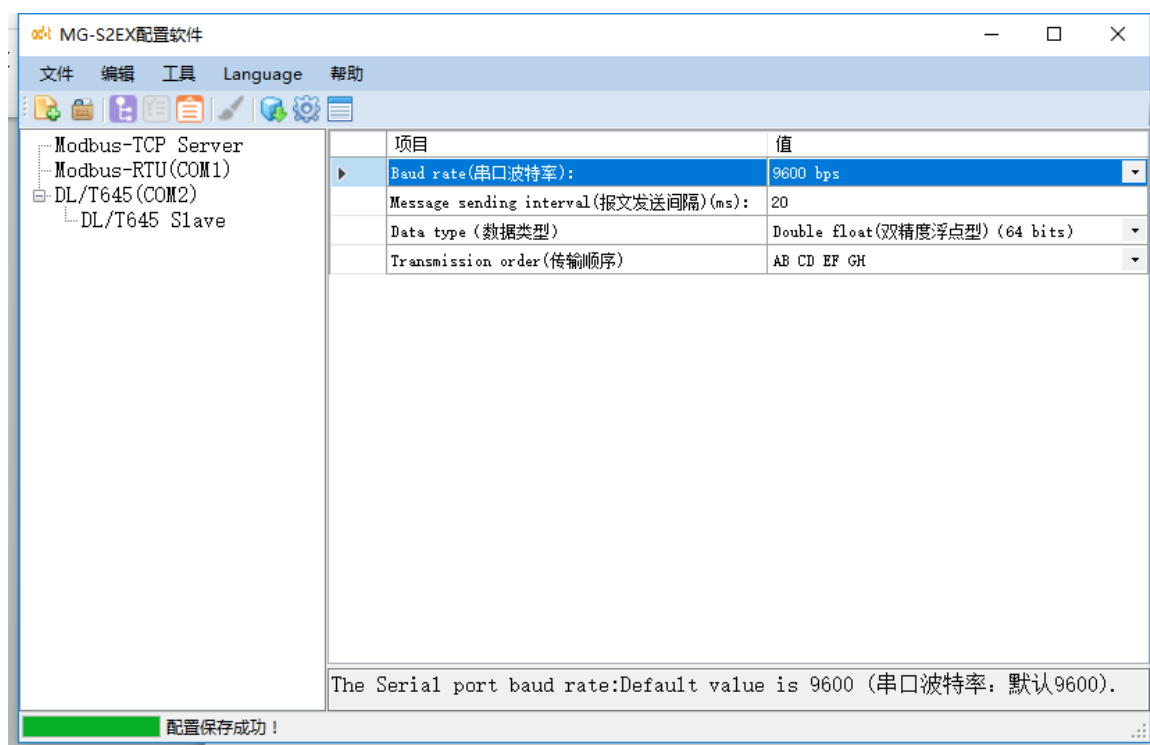 odot MG-S2EX配置软件
文件 编辑 工具 Language 帮助
Modbus-TCP Server
Modbus-RTU(COM1)
DL/T645(COM2)
DL/T645 Slave
项目 值
Baud rate(串口波特率): 9600 bps
Message sending interval(报文发送间隔)(ms): 20
Data type (数据类型) Double float(双精度浮点型) (64 bits)
Transmission order(传输顺序) AB CD EF GH
The Serial port baud rate:Default value is 9600 (串口波特率: 默认9600).
配置保存成功！